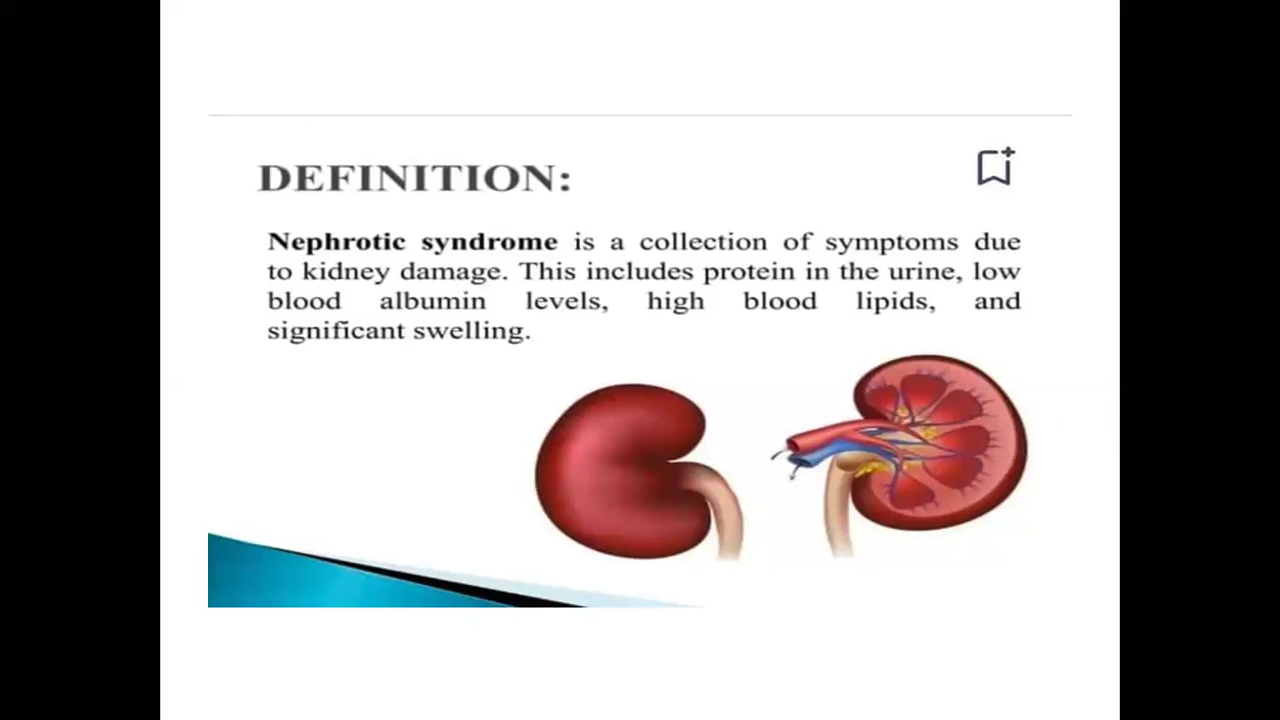 DEFINITION:
Nephrotic syndrome is a collection of symptoms due
to kidney damage. This includes protein in the urine, low
blood albumin levels, high blood lipids, and
significant swelling.